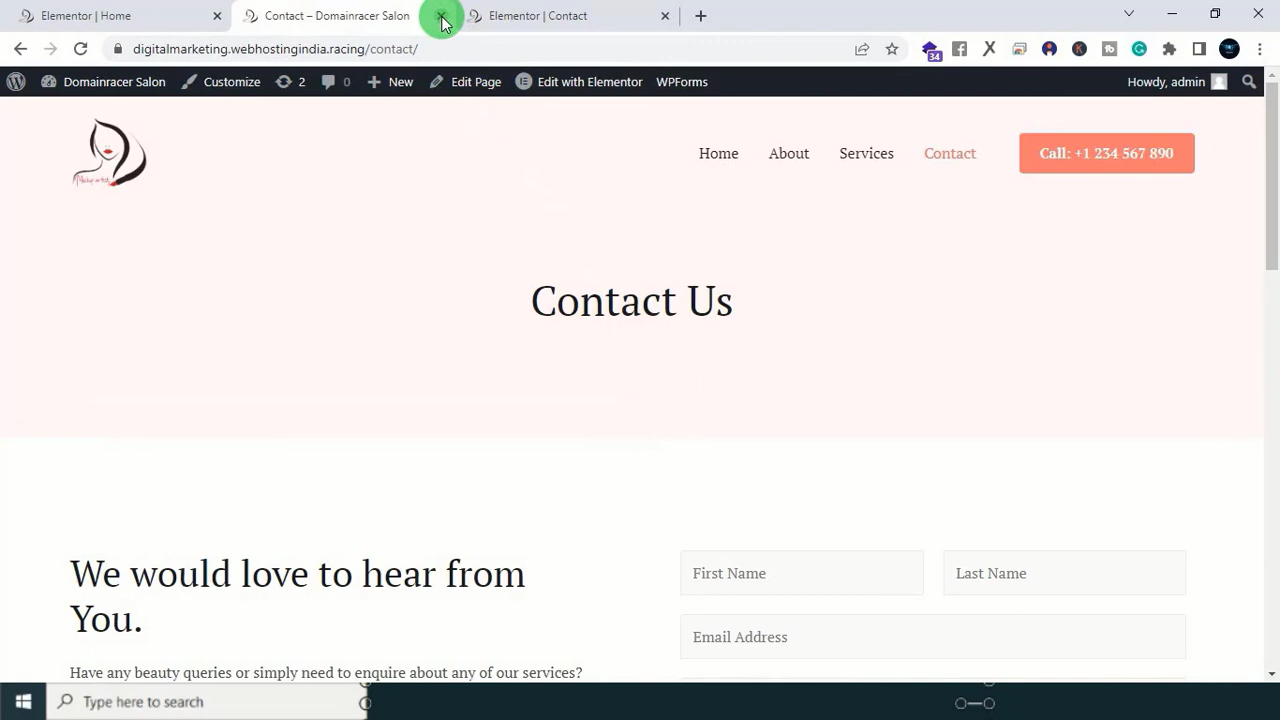 Elementor | Home
Contact – Domainracer Salon
Elementor | Contact
digitalmarketing.webhostingindia.racing/contact/
34
Domainracer Salon
Customize
2
0
New
Edit Page
Edit with Elementor
WPForms
Howdy, admin
Home
About
Services
Contact
Call: +1 234 567 890
Contact Us
We would love to hear from
You.
Have any beauty queries or simply need to enquire about any of our services?
First Name
Last Name
Email Address
Type here to search